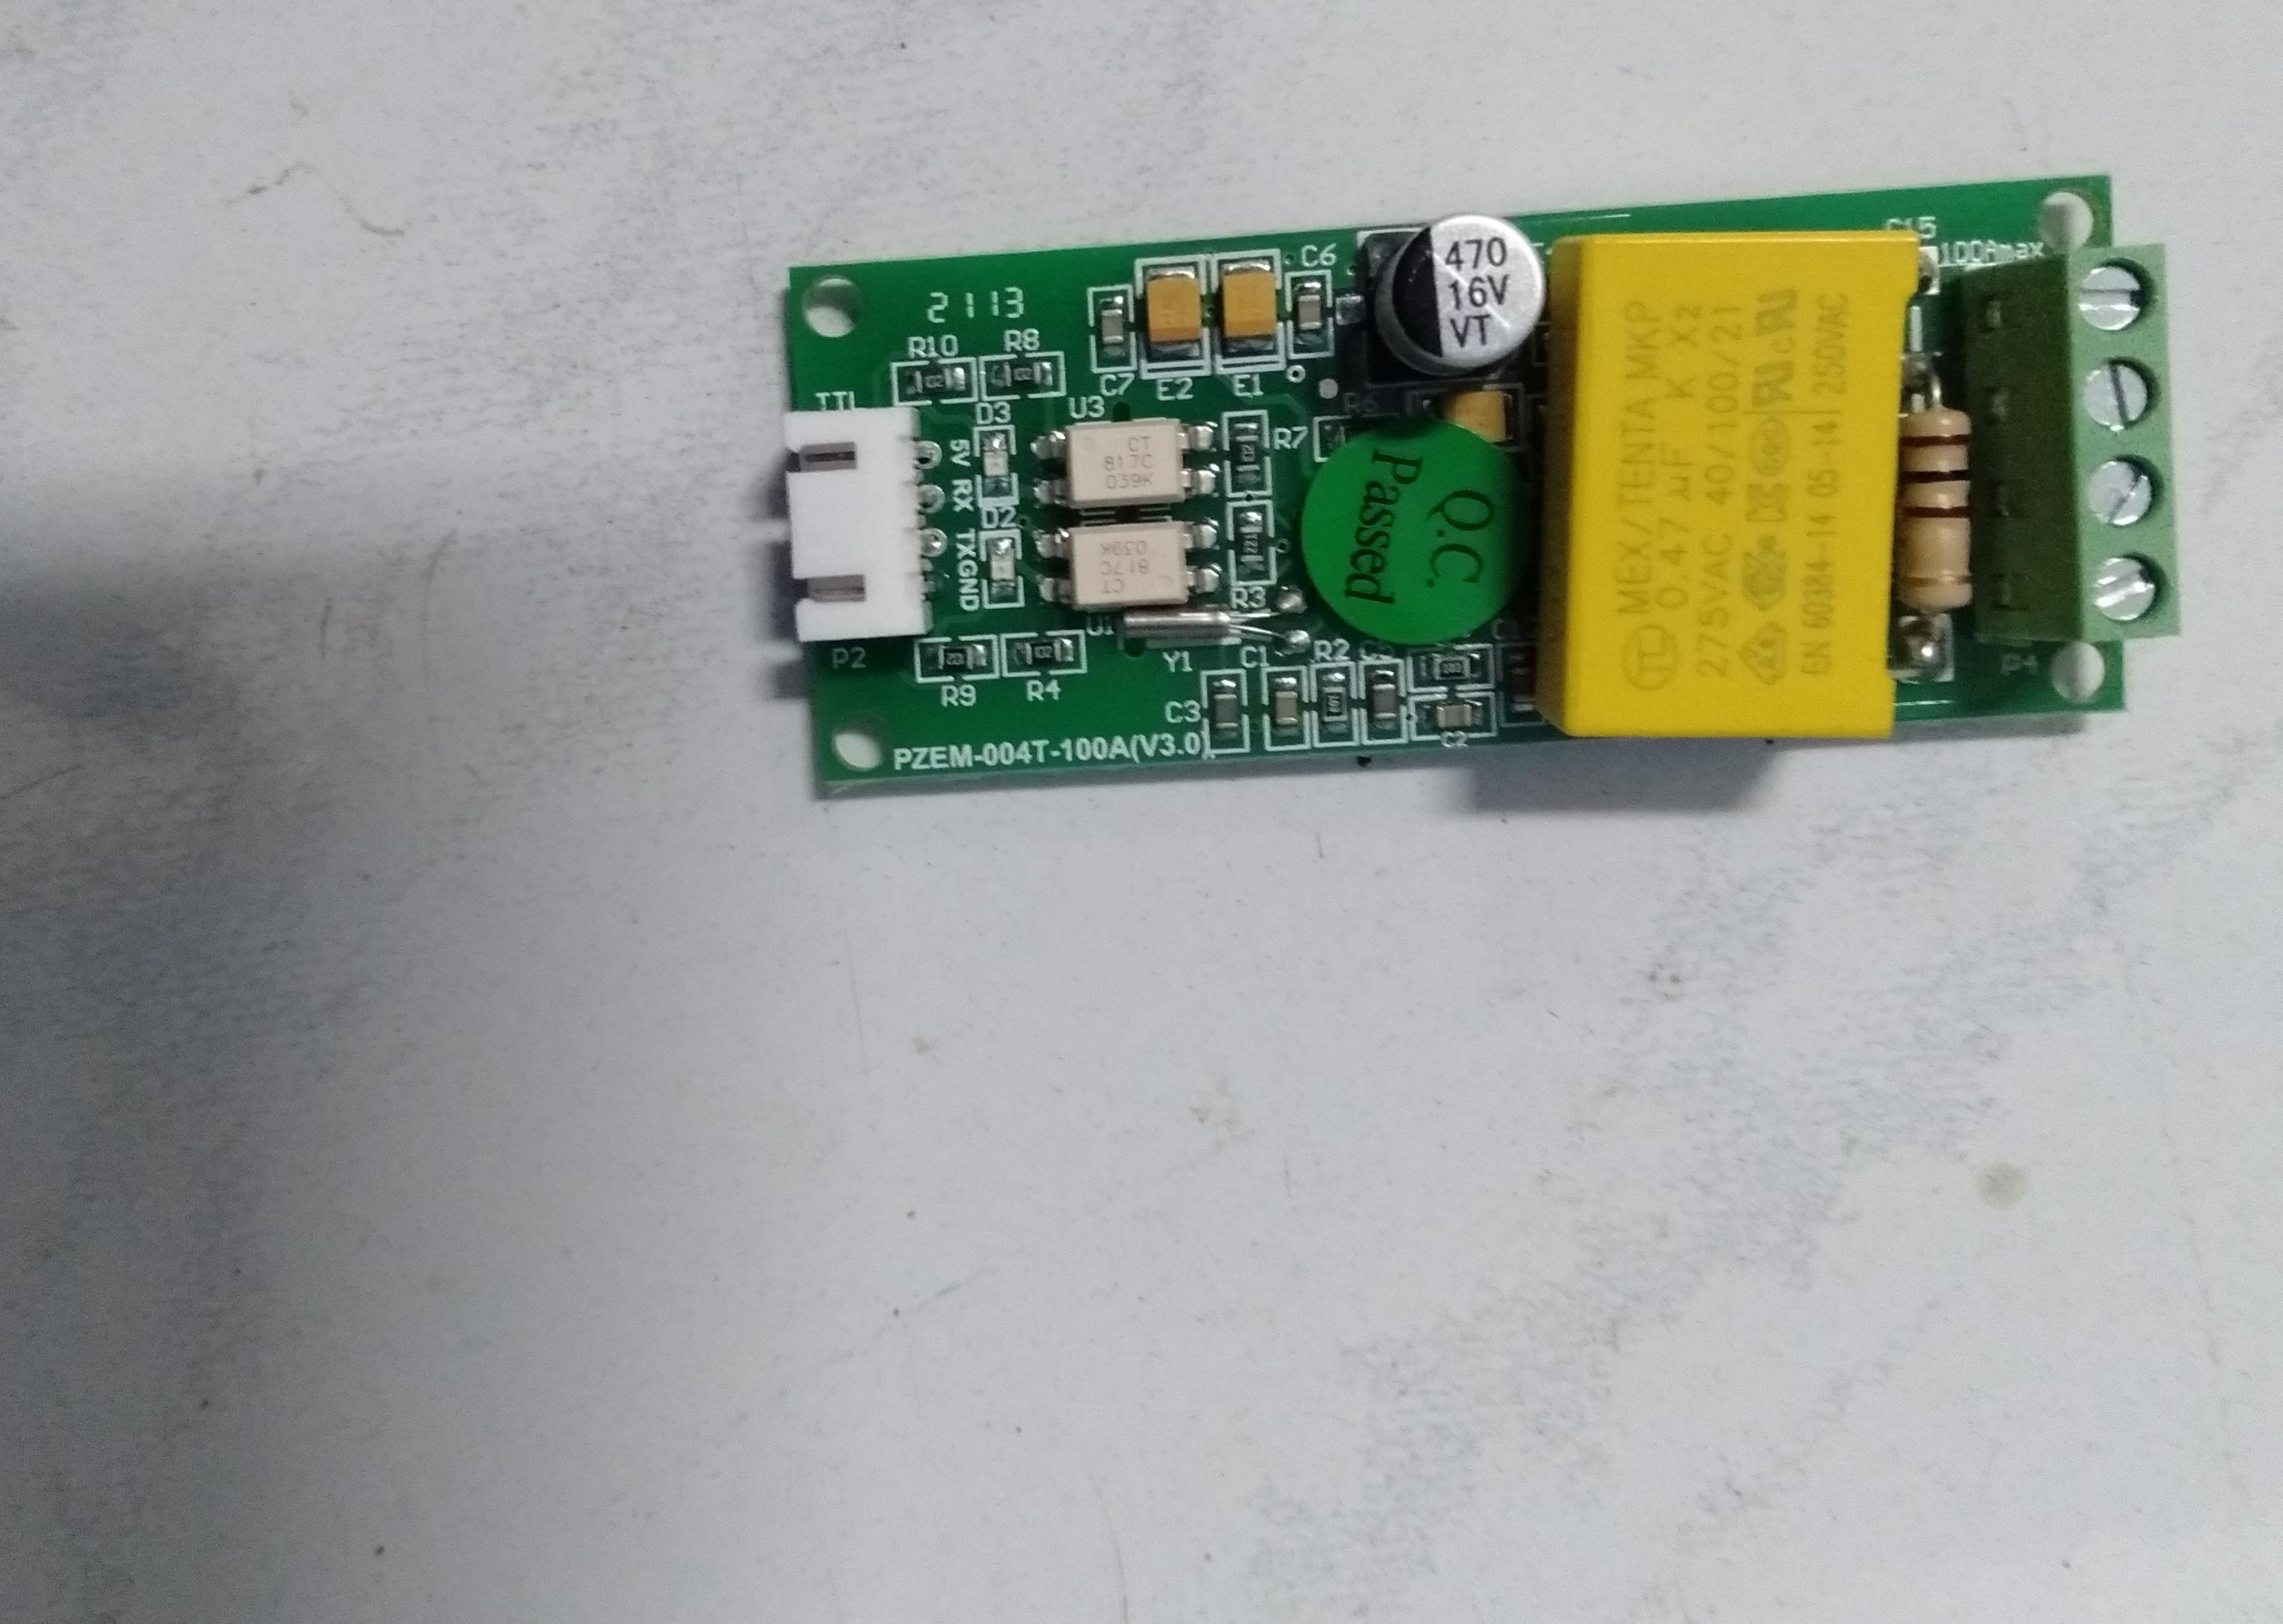 2113
R10
R8
C7
E2
E1
C6
470
16V
VT
C15
100Amax
TTL
5V RX TXGND
D3
D2
U3
CT
817C
039K
CT
817C
039K
R7
R6
R3
U1
Y1
C1
R2
Q.C.
Passed
MEX/TENTA MKP
0.47 µF K X2
275VAC 40/100/21
EN 60384-14 05 14 250VAC
P2
R9
R4
C3
C2
P4
PZEM-004T-100A(V3.0)